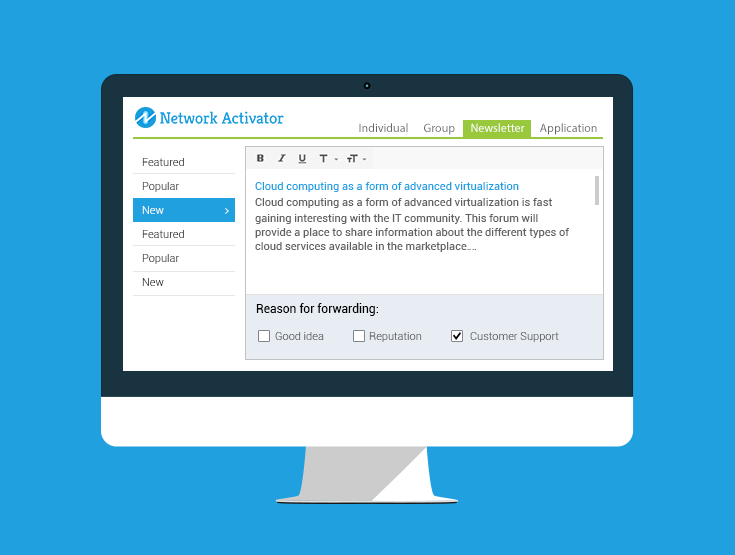 Network Activator
Individual Group Newsletter Application
Featured
Popular
New
Featured
Popular
New
B I U T T T
Cloud computing as a form of advanced virtualization
Cloud computing as a form of advanced virtualization is fast
gaining interesting with the IT community. This forum will
provide a place to share information about the different types of
cloud services available in the marketplace...
Reason for forwarding:
Good idea Reputation Customer Support